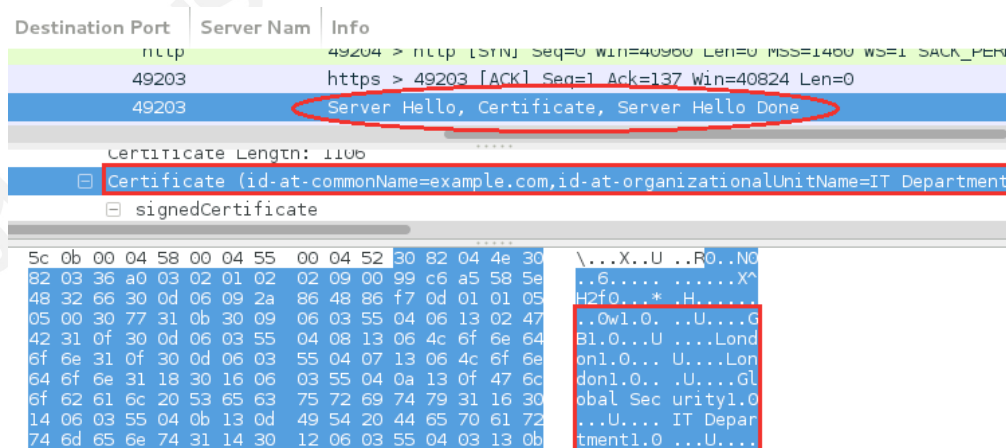 Destination Port Server Nam Info
http 49204 > http [SYN] Seq=0 Win=40960 Len=0 MSS=1460 WS=1 SACK_PER
49203 https > 49203 [ACK] Seq=1 Ack=137 Win=40824 Len=0
49203 Server Hello, Certificate, Server Hello Done
Certificate Length: 1106
Certificate (id-at-commonName=example.com,id-at-organizationalUnitName=IT Department
signedCertificate
5c 0b 00 04 58 00 04 55 00 04 52 30 82 04 4e 30 \...X..U ..R0..N0
82 03 36 a0 03 02 01 02 02 09 00 99 c6 a5 58 5e ..6..... ......X^
48 32 66 30 0d 06 09 2a 86 48 86 f7 0d 01 01 05 H2f0...* .H......
05 00 30 77 31 0b 30 09 06 03 55 04 06 13 02 47 ..0w1.0. ..U....G
42 31 0f 30 0d 06 03 55 04 08 13 06 4c 6f 6e 64 B1.0...U ....Lond
6f 6e 31 0f 30 0d 06 03 55 04 07 13 06 4c 6f 6e on1.0... U....Lon
64 6f 6e 31 18 30 16 06 03 55 04 0a 13 0f 47 6c don1.0.. .U....Gl
6f 62 61 6c 20 53 65 63 75 72 69 74 79 31 16 30 obal Sec urity1.0
14 06 03 55 04 0b 13 0d 49 54 20 44 65 70 61 72 ...U.... IT Depar
74 6d 65 6e 74 31 14 30 12 06 03 55 04 03 13 0b tment1.0 ...U....